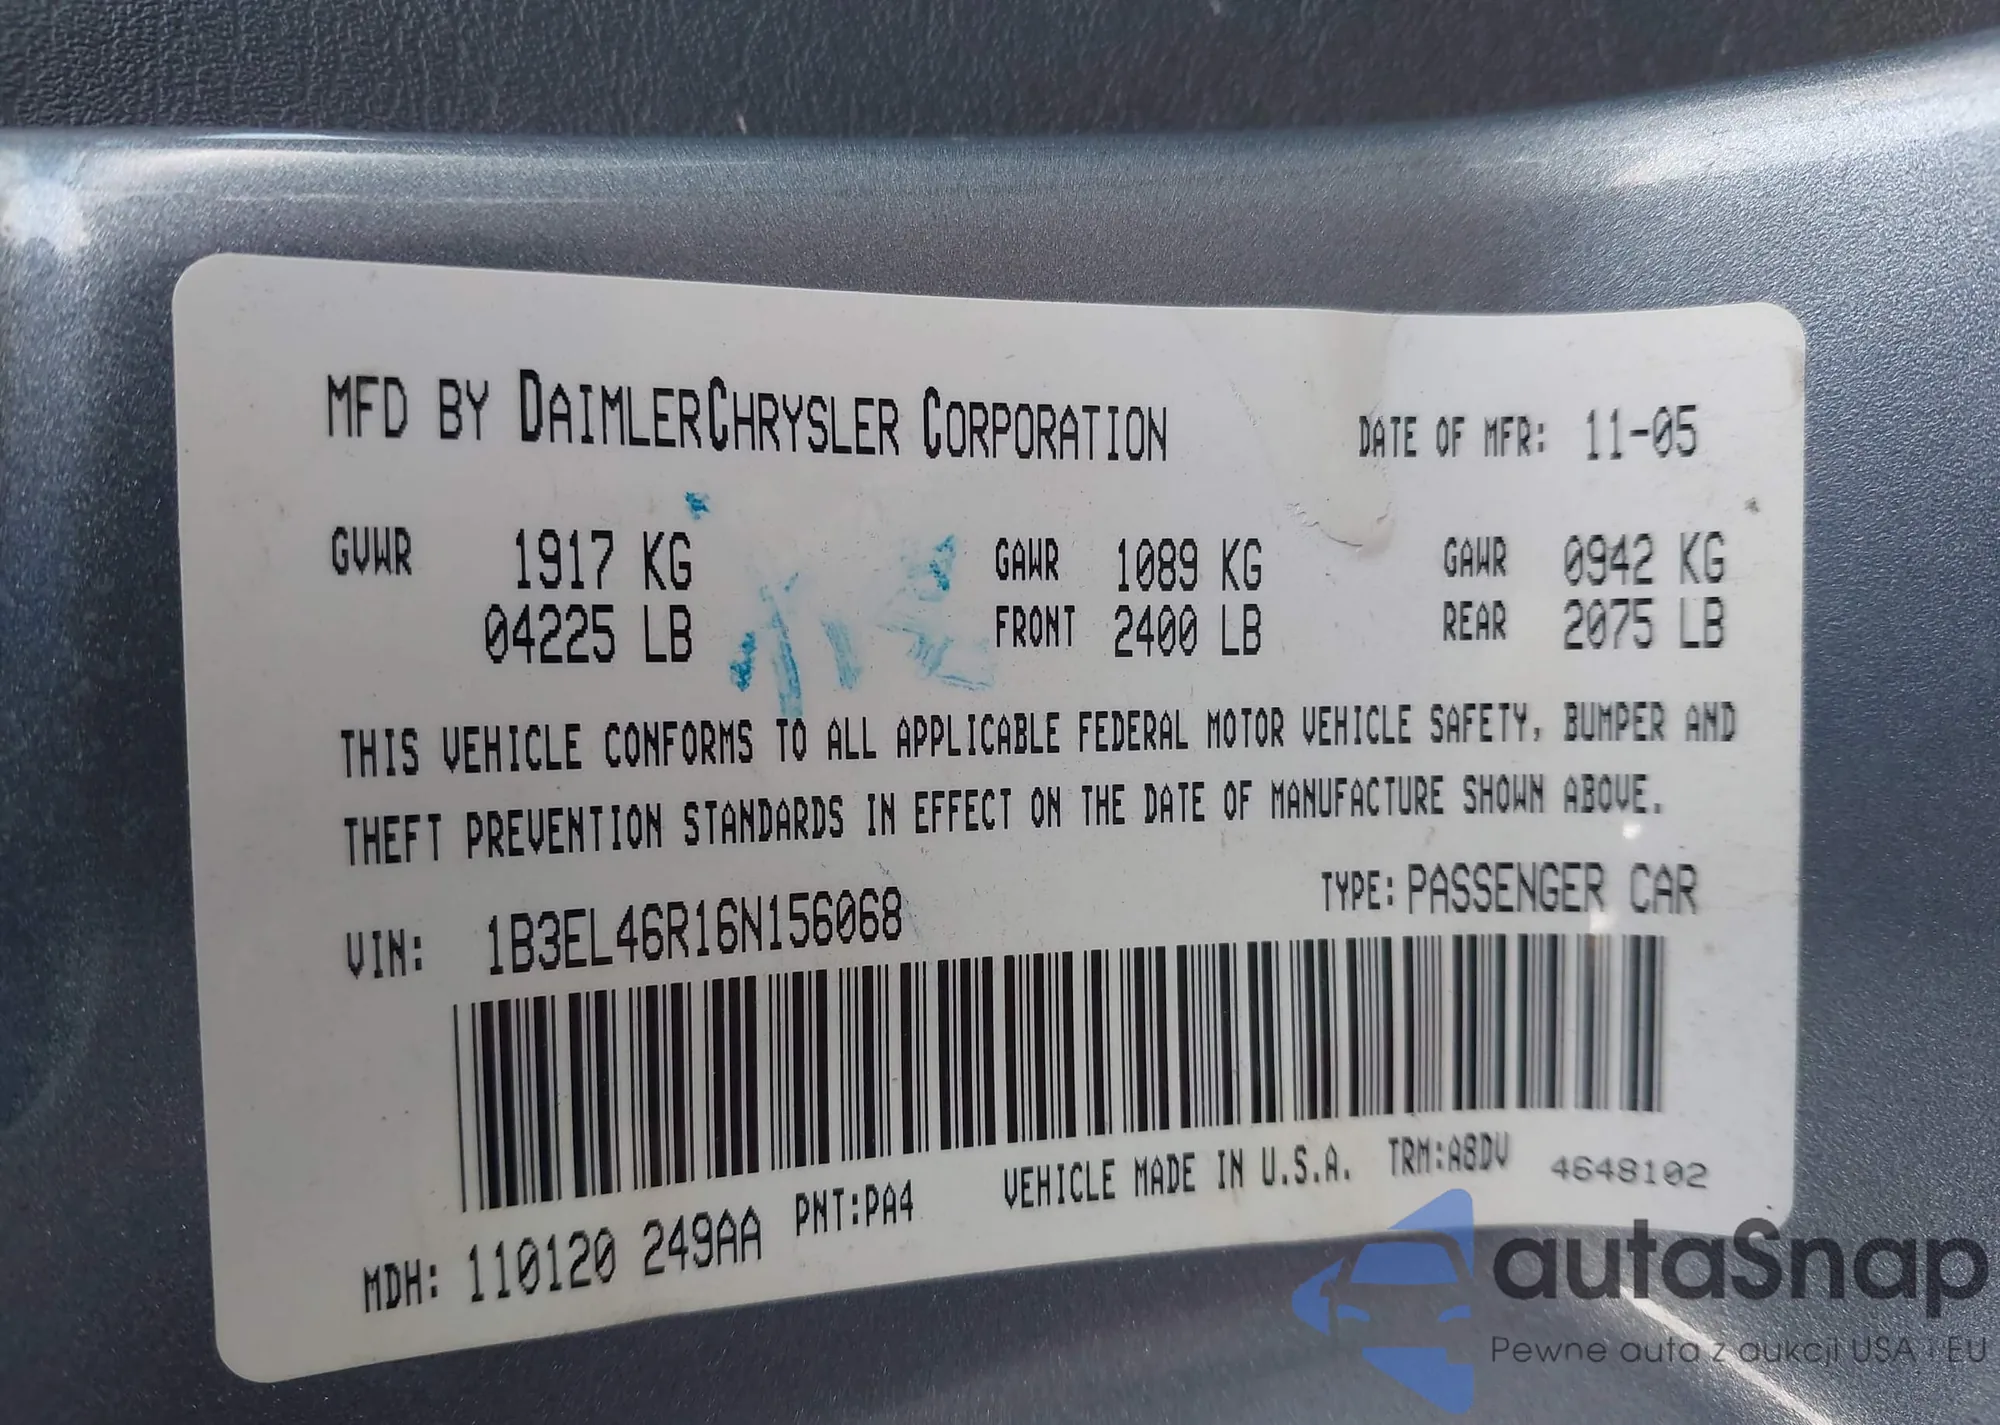 MFD BY DAIMLERCHRYSLER CORPORATION DATE OF MFR: 11-05
GVWR 1917 KG GAWR 1089 KG GAWR 0942 KG
04225 LB FRONT 2400 LB REAR 2075 LB
THIS VEHICLE CONFORMS TO ALL APPLICABLE FEDERAL MOTOR VEHICLE SAFETY, BUMPER AND
THEFT PREVENTION STANDARDS IN EFFECT ON THE DATE OF MANUFACTURE SHOWN ABOVE.
VIN: 1B3EL46R16N156068 TYPE: PASSENGER CAR
MDH: 110120 249AA PNT:PA4 VEHICLE MADE IN U.S.A. TRM:A8DV 4648102
autaSnap
Pewne auta z aukcji USA i EU